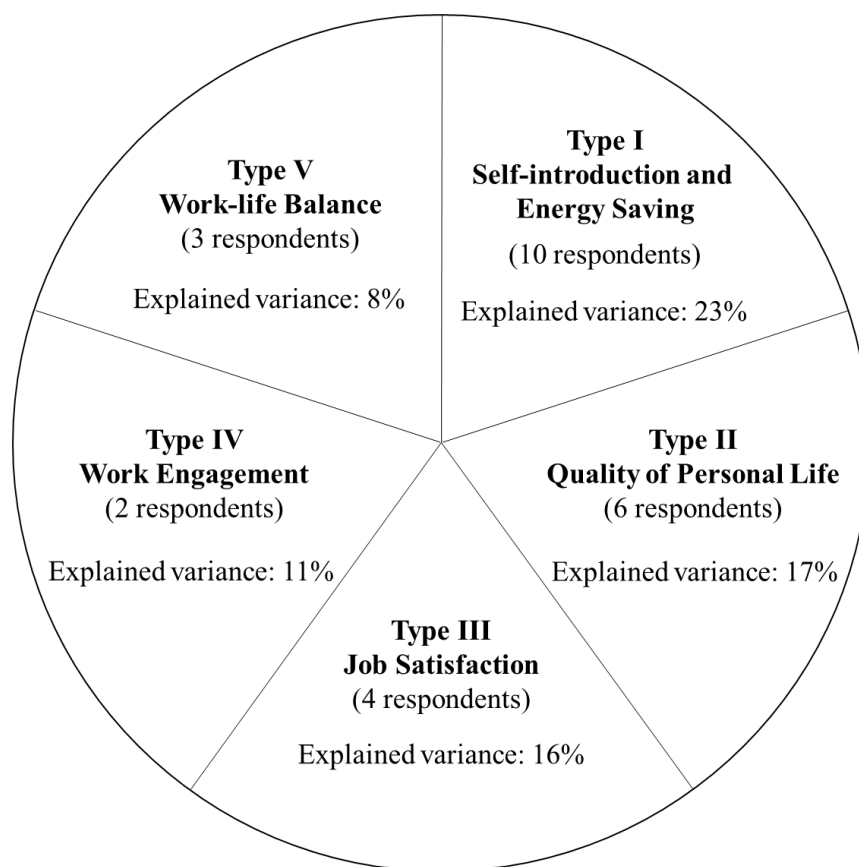 Type I
Self-introduction and
Energy Saving
(10 respondents)
Explained variance: 23%
Type II
Quality of Personal Life
(6 respondents)
Explained variance: 17%
Type III
Job Satisfaction
(4 respondents)
Explained variance: 16%
Type IV
Work Engagement
(2 respondents)
Explained variance: 11%
Type V
Work-life Balance
(3 respondents)
Explained variance: 8%